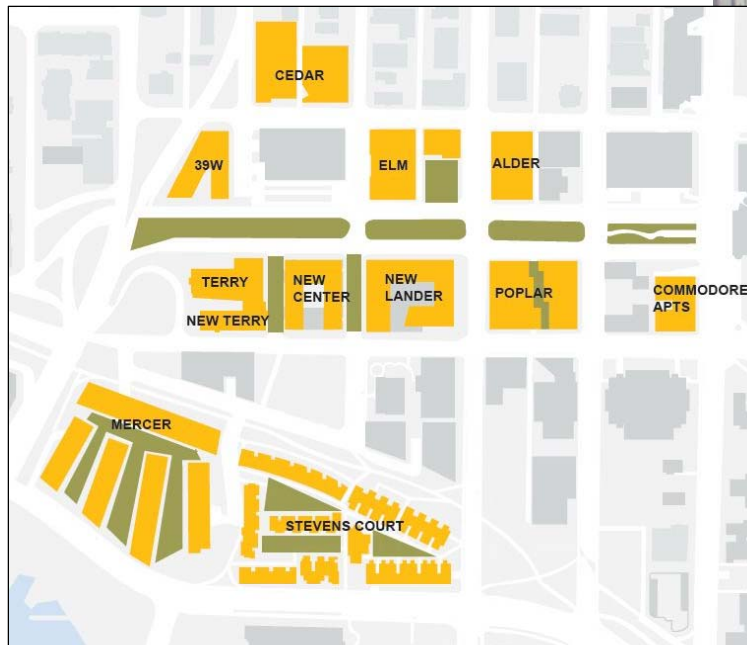 CEDAR
39W
ELM
ALDER
TERRY
NEW
CENTER
NEW
LANDER
POPLAR
COMMODORE
APTS
NEW TERRY
MERCER
STEVENS COURT